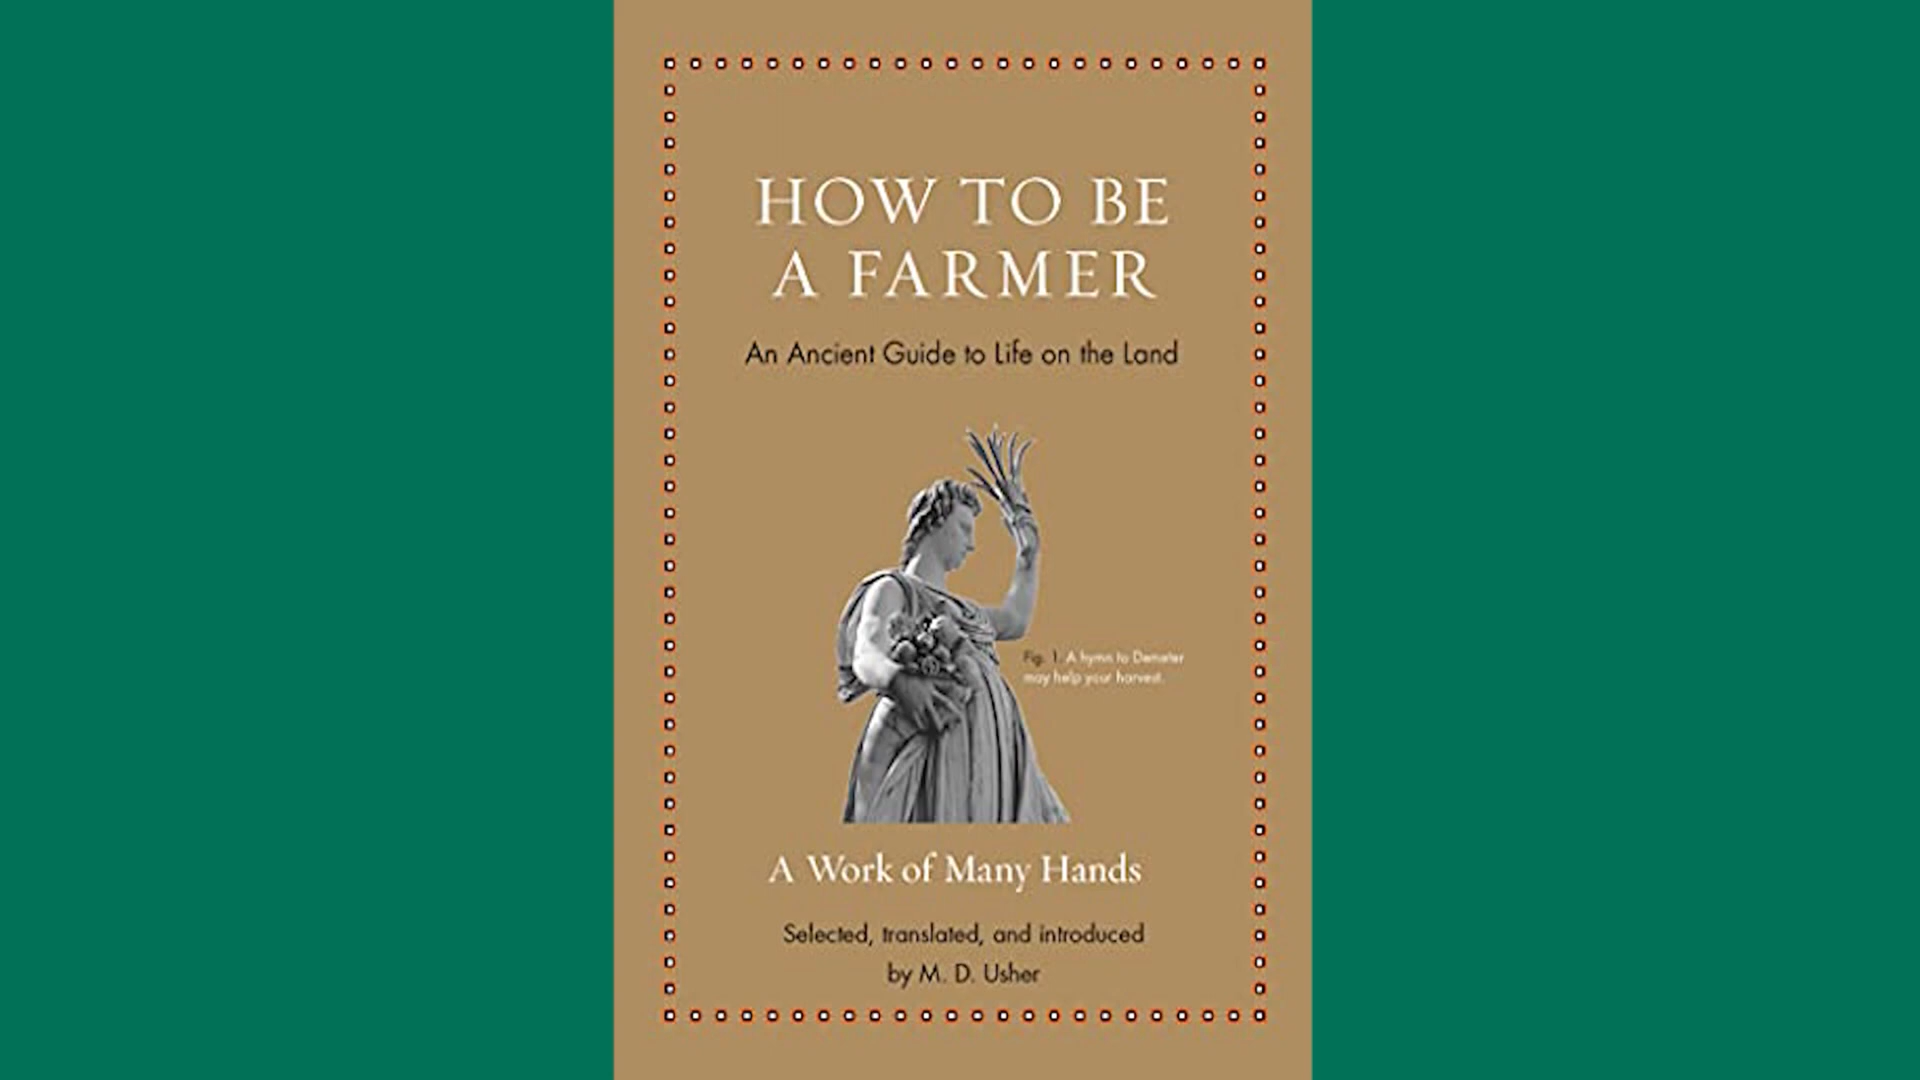 HOW TO BE
A FARMER
An Ancient Guide to Life on the Land
Fig. 1. A hymn to Demeter
may help your harvest.
A Work of Many Hands
Selected, translated, and introduced
by M. D. Usher